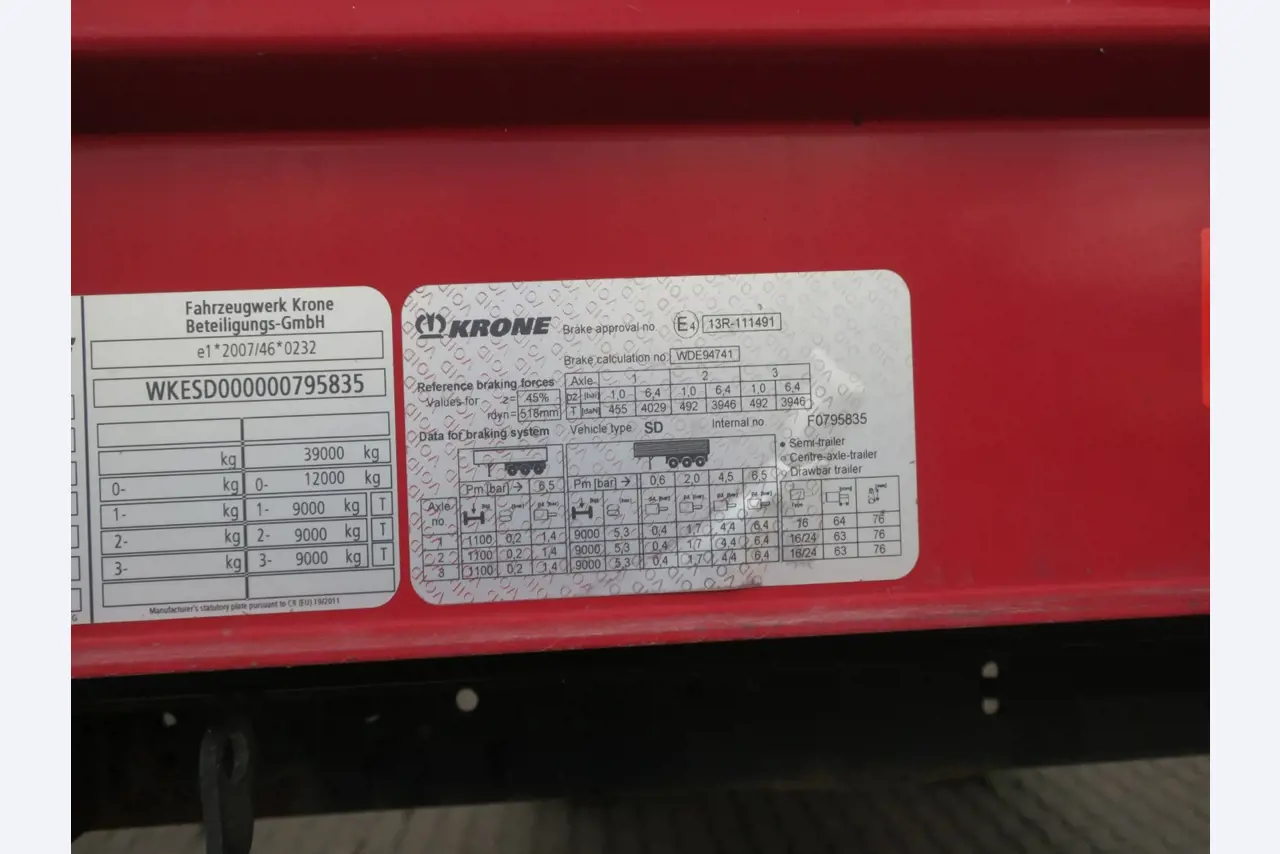 Fahrzeugwerk Krone
Beteiligungs-GmbH
e1*2007/46*0232
WKESD000000795835
kg 39000 kg
0- kg 0- 12000 kg
1- kg 1- 9000 kg T
2- kg 2- 9000 kg T
3- kg 3- 9000 kg T
Manufacturer's statutory plate pursuant to CR (EU) 19/2011
G
KRONE Brake approval no. E4 13R-111491
Brake calculation no. WDE94741
Reference braking forces Axle 1 2 3
Values for z= 45% pz- [bar] 1,0 6,4 1,0 6,4 1,0 6,4
rdyn= 518mm T [daN] 455 4029 492 3946 492 3946
Data for braking system Vehicle type SD Internal no. F0795835
Semi-trailer
Centre-axle-trailer
Drawbar trailer
Pm [bar] → 6,5 Pm [bar] → 0,6 2,0 4,5 6,5
Axle no.
Type
1 1100 0,2 1,4 9000 5,3 0,4 1,7 4,4 6,4 16 64 76
2 1100 0,2 1,4 9000 5,3 0,4 1,7 4,4 6,4 16/24 63 76
3 1100 0,2 1,4 9000 5,3 0,4 1,7 4,4 6,4 16/24 63 76
VOID